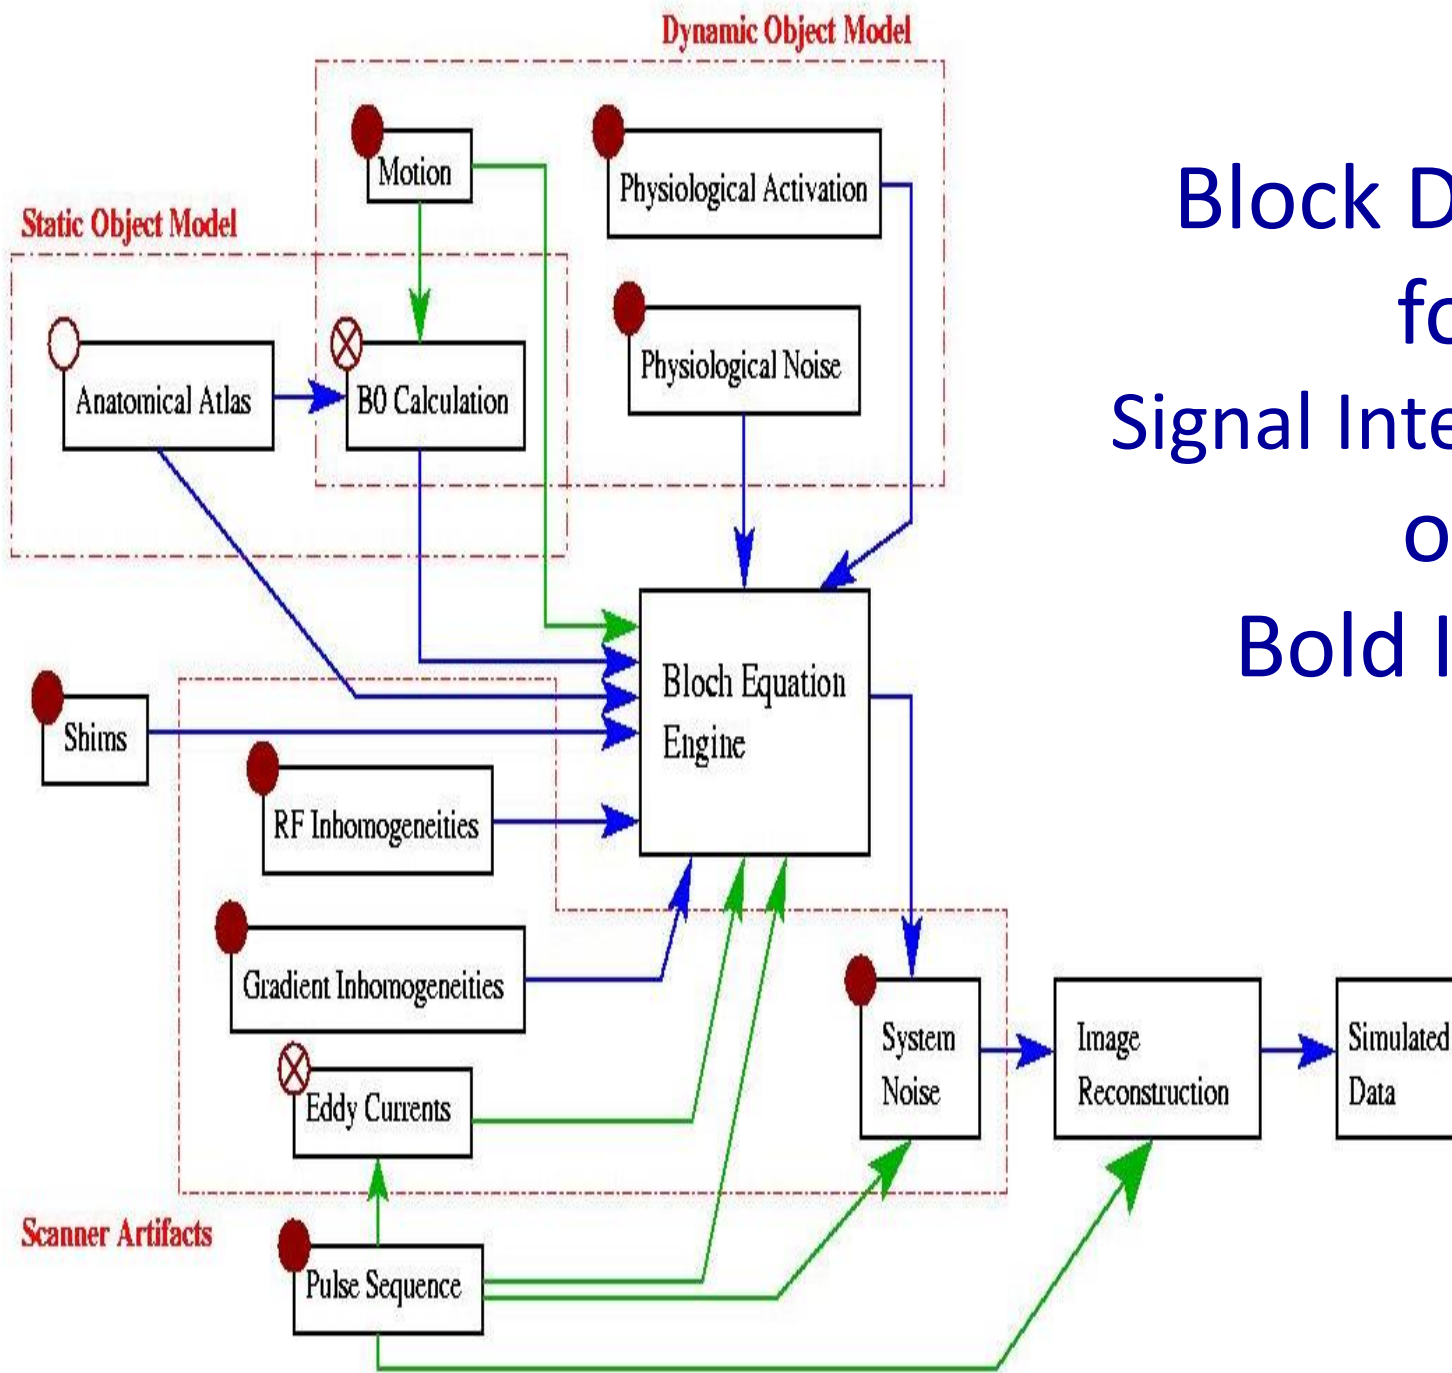 Dynamic Object Model
Motion
Physiological Activation
Static Object Model
Physiological Noise
Anatomical Atlas
B0 Calculation
Bloch Equation
Engine
Shims
RF Inhomogeneities
Gradient Inhomogeneities
System
Noise
Image
Reconstruction
Simulated
Data
Eddy Currents
Scanner Artifacts
Pulse Sequence
Block
Signal
Bold